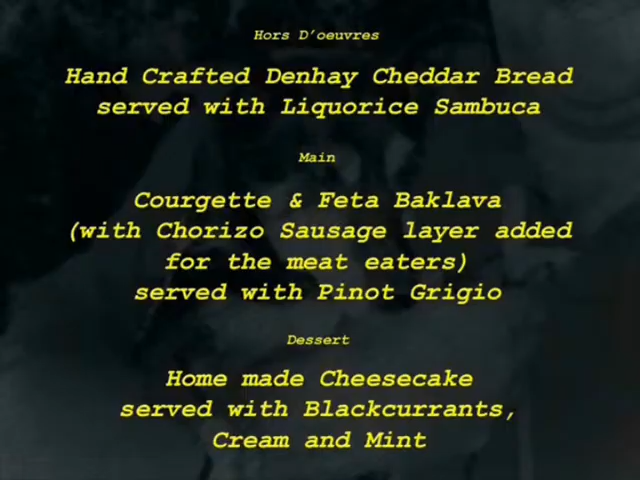 Hors D'oeuvres
Hand Crafted Denhay Cheddar Bread
served with Liquorice Sambuca
Main
Courgette & Feta Baklava
(with Chorizo Sausage layer added
for the meat eaters)
served with Pinot Grigio
Dessert
Home made Cheesecake
served with Blackcurrants,
Cream and Mint